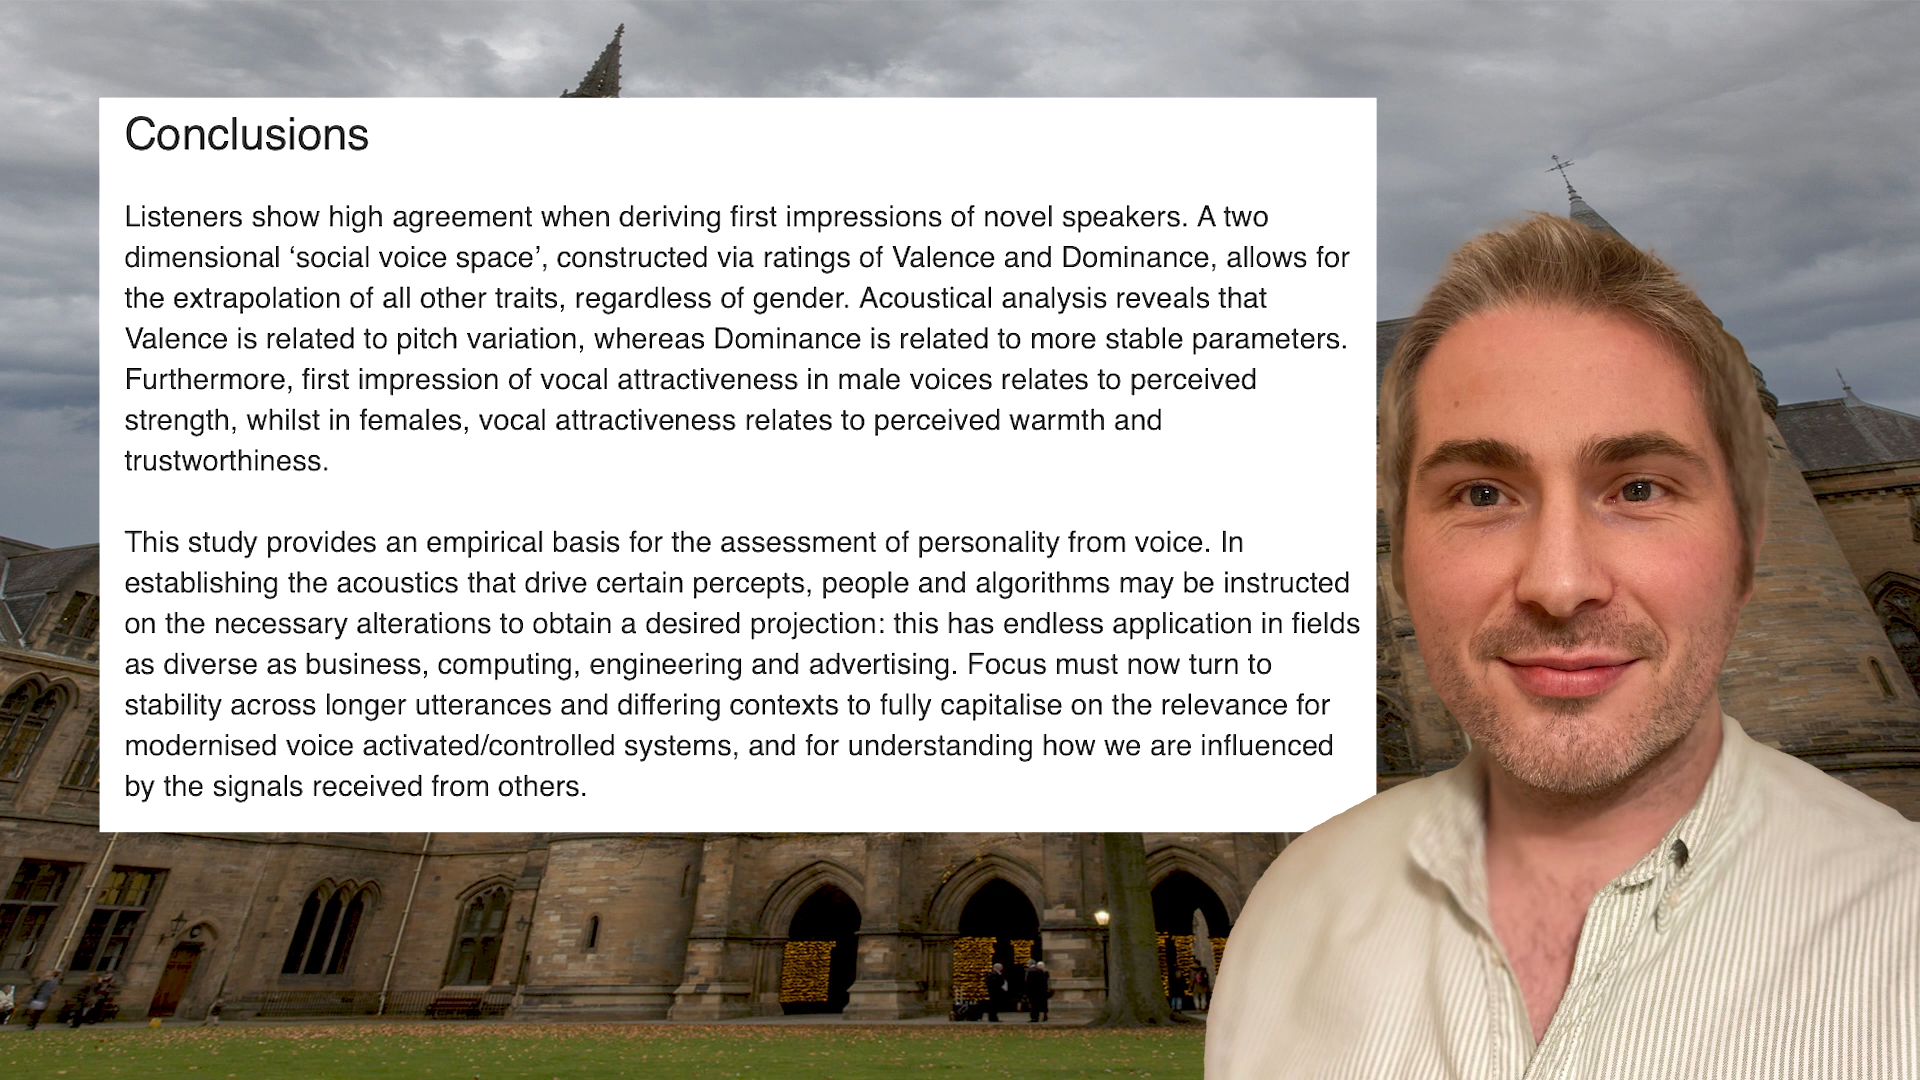 Conclusions
Listeners show high agreement when deriving first impressions of novel speakers. A two
dimensional ‘social voice space’, constructed via ratings of Valence and Dominance, allows for
the extrapolation of all other traits, regardless of gender. Acoustical analysis reveals that
Valence is related to pitch variation, whereas Dominance is related to more stable parameters.
Furthermore, first impression of vocal attractiveness in male voices relates to perceived
strength, whilst in females, vocal attractiveness relates to perceived warmth and
trustworthiness.
This study provides an empirical basis for the assessment of personality from voice. In
establishing the acoustics that drive certain percepts, people and algorithms may be instructed
on the necessary alterations to obtain a desired projection: this has endless application in fields
as diverse as business, computing, engineering and advertising. Focus must now turn to
stability across longer utterances and differing contexts to fully capitalise on the relevance for
modernised voice activated/controlled systems, and for understanding how we are influenced
by the signals received from others.